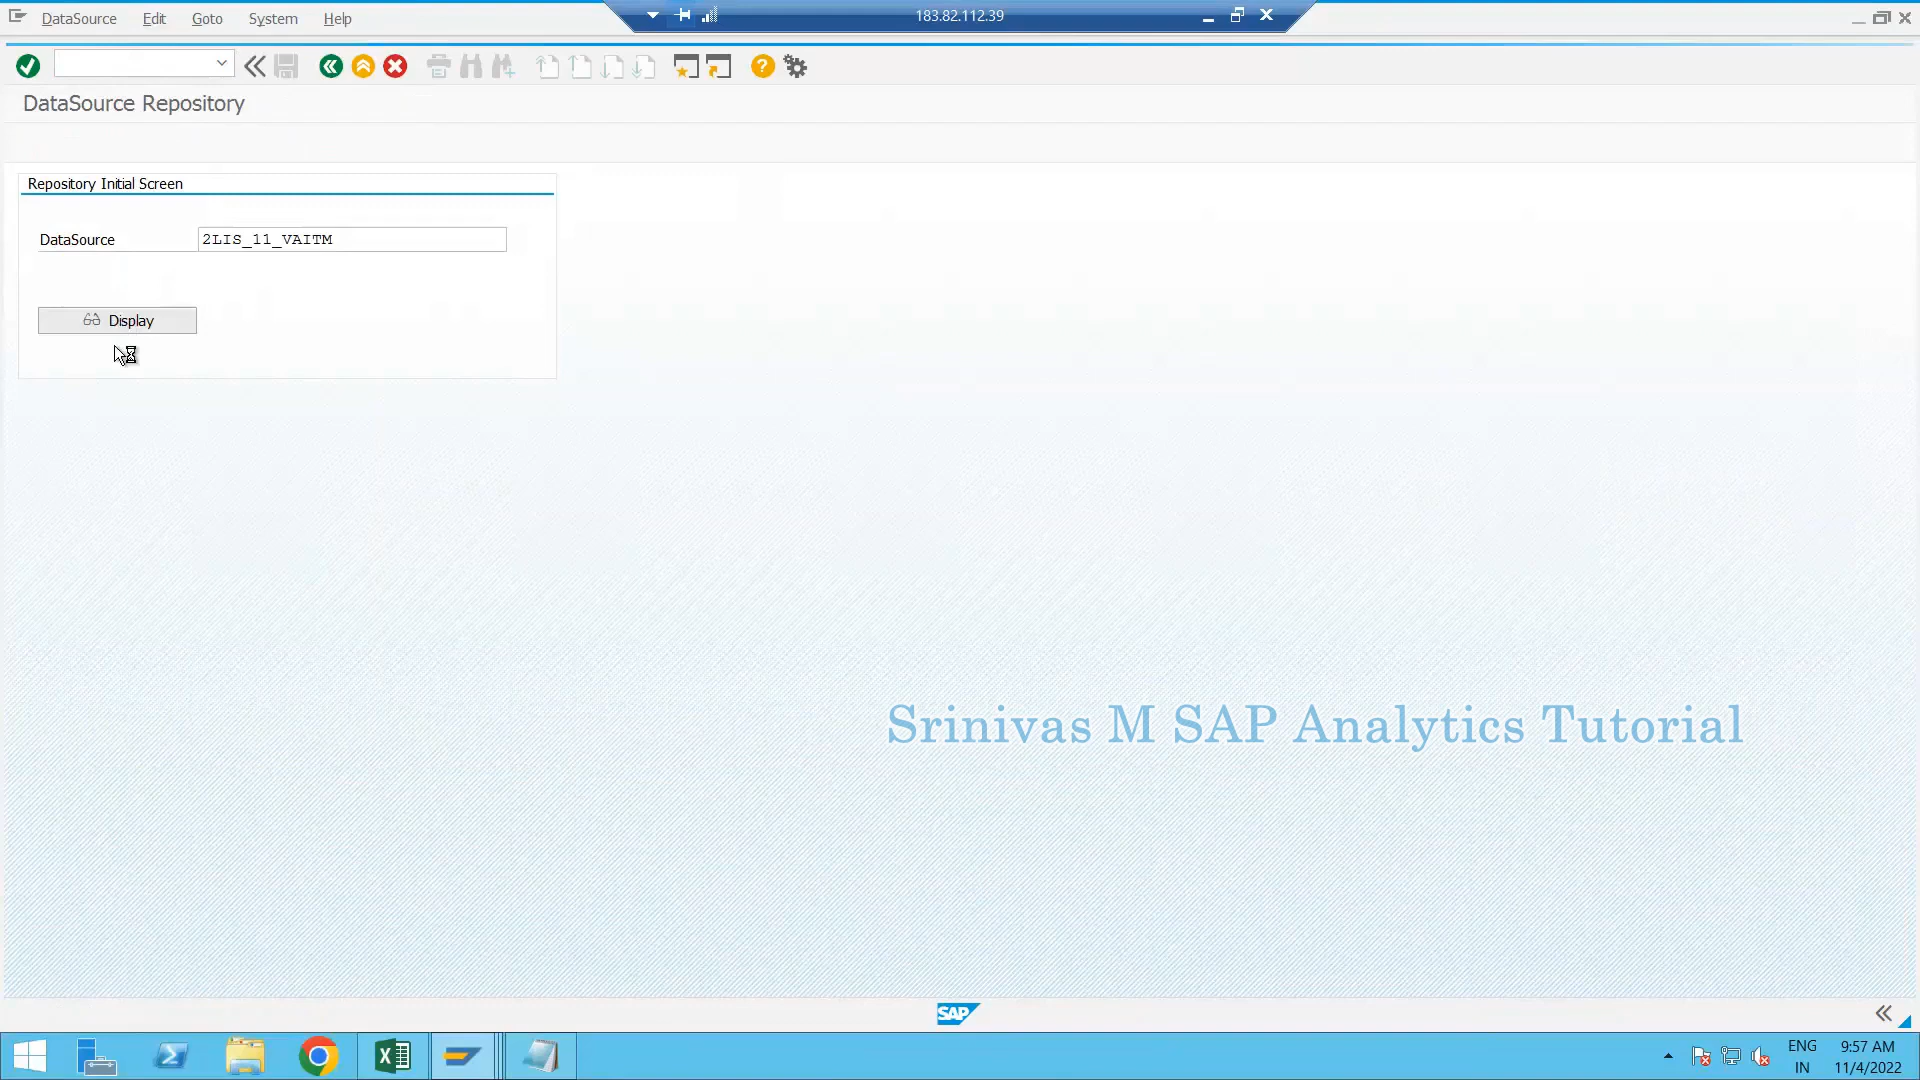 DataSource Edit Goto System Help
183.82.112.39
DataSource Repository
Repository Initial Screen
DataSource 2LIS_11_VAITM
Display
Srinivas M SAP Analytics Tutorial
SAP
ENG 9:57 AM
IN 11/4/2022